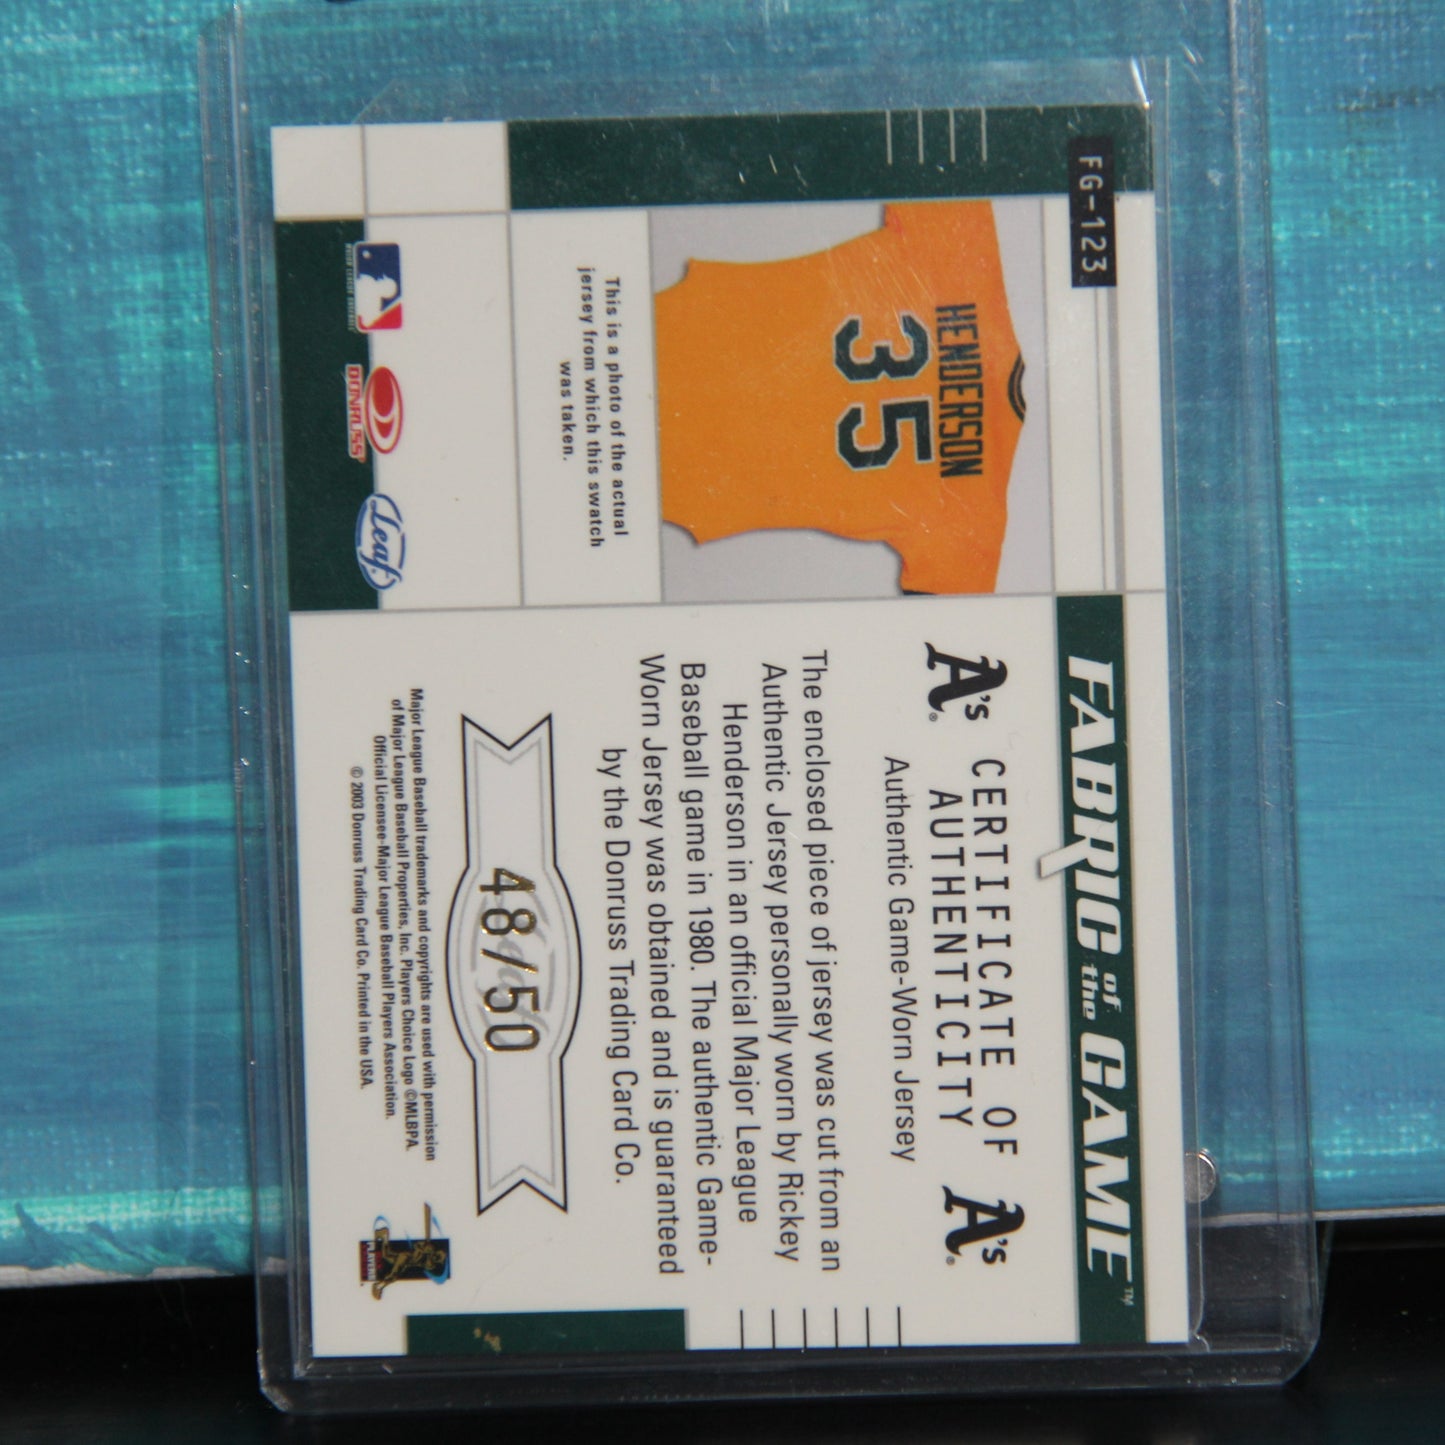 FG-123
FABRIC of the GAME™
HENDERSON
35
This is a photo of the actual
jersey from which this swatch
was taken.
DONRUSS
Leaf
A's® CERTIFICATE OF A's®
AUTHENTICITY
Authentic Game-Worn Jersey
The enclosed piece of jersey was cut from an
Authentic Jersey personally worn by Rickey
Henderson in an official Major League
Baseball game in 1980. The authentic Game-
Worn Jersey was obtained and is guaranteed
by the Donruss Trading Card Co.
48/50
Major League Baseball trademarks and copyrights are used with permission
of Major League Baseball Properties, Inc. Players Choice Logo ©MLBPA,
Official Licensee-Major League Baseball Players Association.
© 2003 Donruss Trading Card Co. Printed in the USA.
PLAYERS